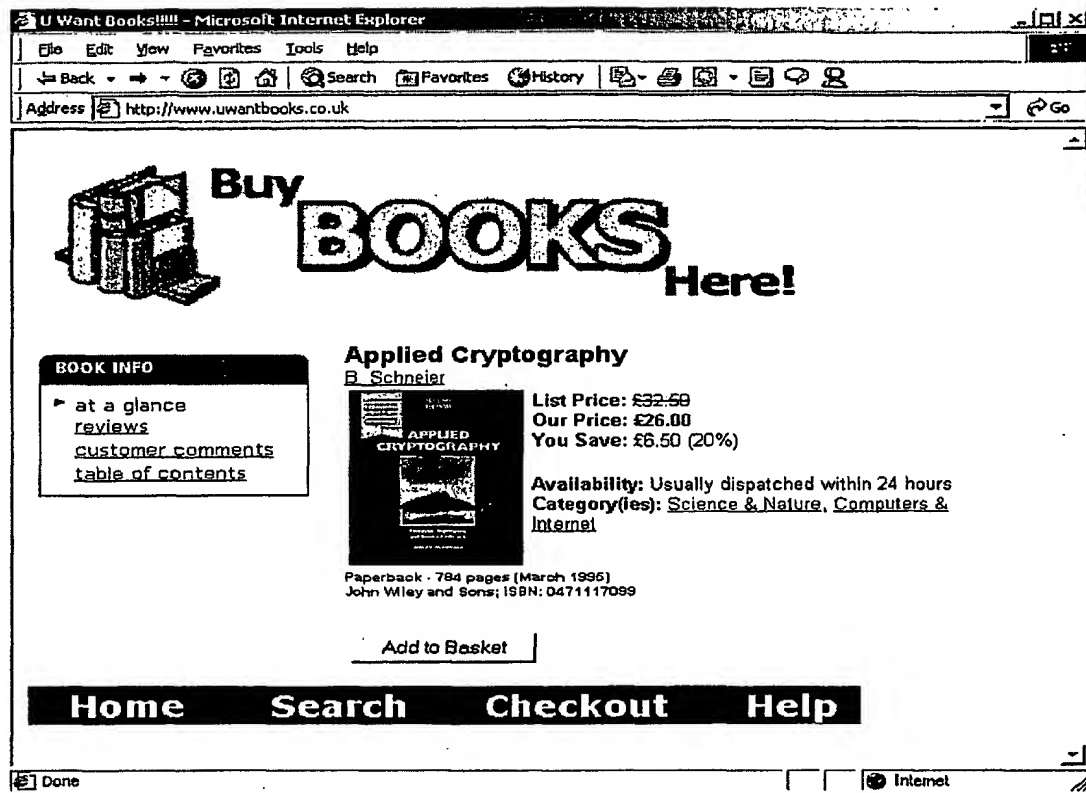 U Want Books!!!!! - Microsoft Internet Explorer
File Edit View Favorites Tools Help
Back Search Favorites History
Address http://www.uwantbooks.co.uk Go
Buy
BOOKS
Here!
BOOK INFO
at a glance
reviews
customer comments
table of contents
Applied Cryptography
B Schneier
APPLIED
CRYPTOGRAPHY
List Price: £32.50
Our Price: £26.00
You Save: £6.50 (20%)
Availability: Usually dispatched within 24 hours
Category(ies): Science & Nature, Computers &
Internet
Paperback - 784 pages (March 1995)
John Wiley and Sons; ISBN: 0471117099
Add to Basket
Home Search Checkout Help
Done Internet